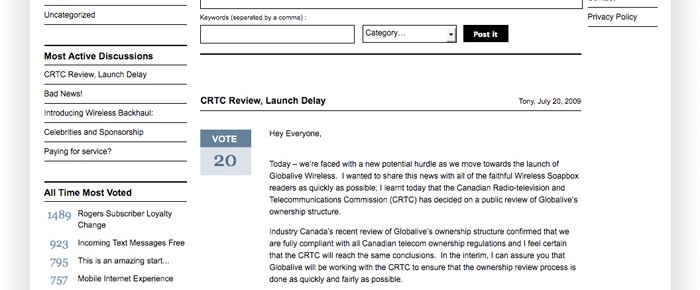 Uncategorized
Most Active Discussions
CRTC Review, Launch Delay
Bad News!
Introducing Wireless Backhaul:
Celebrities and Sponsorship
Paying for service?
All Time Most Voted
1489 Rogers Subscriber Loyalty
Change
923 Incoming Text Messages Free
795 This is an amazing start...
757 Mobile Internet Experience
Keywords (separated by a comma) :
Category...
Post it
CRTC Review, Launch Delay
Tony, July 20, 2009
VOTE
20
Hey Everyone,
Today – we're faced with a new potential hurdle as we move towards the launch of
Globalive Wireless.  I wanted to share this news with all of the faithful Wireless Soapbox
readers as quickly as possible; I learnt today that the Canadian Radio-television and
Telecommunications Commission (CRTC) has decided on a public review of Globalive's
ownership structure.
Industry Canada's recent review of Globalive's ownership structure confirmed that we
are fully compliant with all Canadian telecom ownership regulations and I feel certain
that the CRTC will reach the same conclusions.  In the interim, I can assure you that
Globalive will be working with the CRTC to ensure that the ownership review process is
done as quickly and fairly as possible.
Privacy Policy